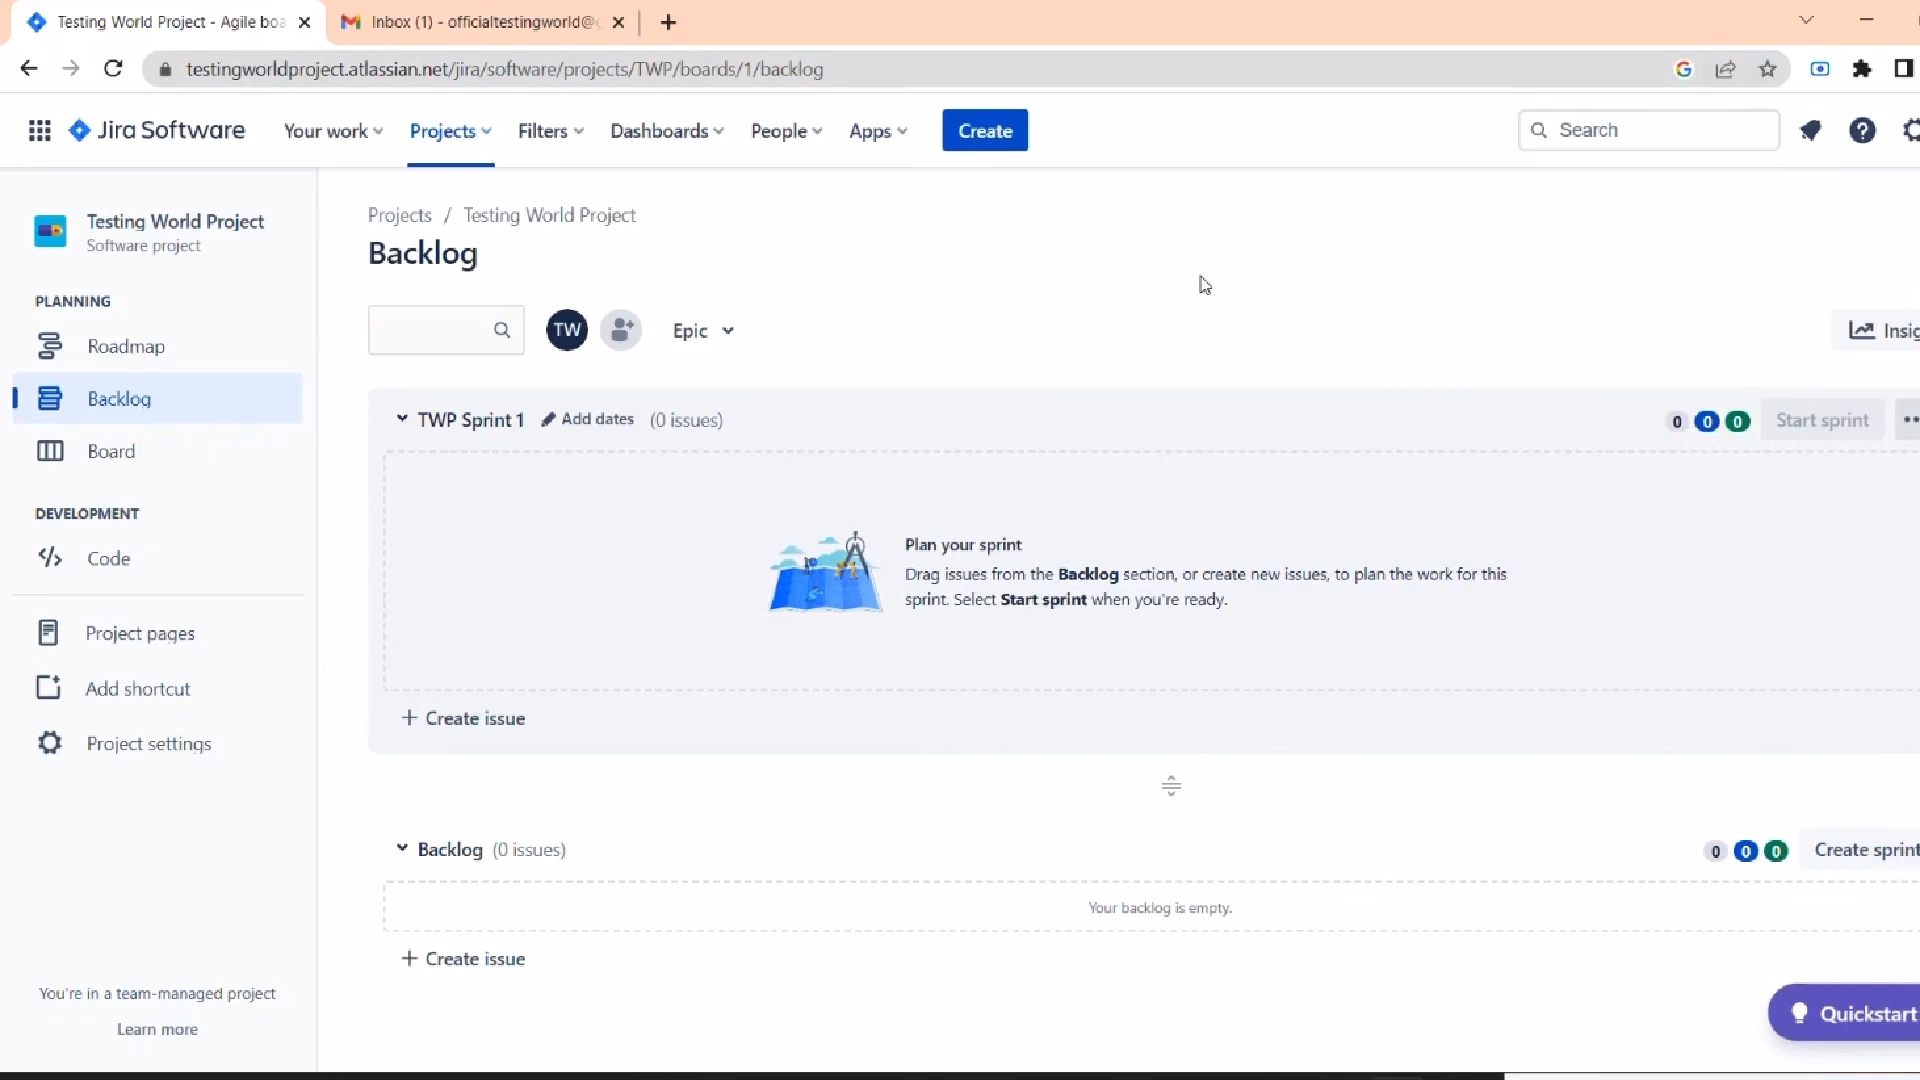 Testing World Project - Agile boa
Inbox (1) - officialtestingworld@g
testingworldproject.atlassian.net/jira/software/projects/TWP/boards/1/backlog
Jira Software
Your work
Projects
Filters
Dashboards
People
Apps
Create
Search
Testing World Project
Software project
PLANNING
Roadmap
Backlog
Board
DEVELOPMENT
Code
Project pages
Add shortcut
Project settings
You're in a team-managed project
Learn more
Projects / Testing World Project
Backlog
TW
Epic
Insig
TWP Sprint 1 Add dates (0 issues)
0 0 0 Start sprint
Plan your sprint
Drag issues from the Backlog section, or create new issues, to plan the work for this
sprint. Select Start sprint when you're ready.
+ Create issue
Backlog (0 issues)
0 0 0 Create sprint
Your backlog is empty.
+ Create issue
Quickstart